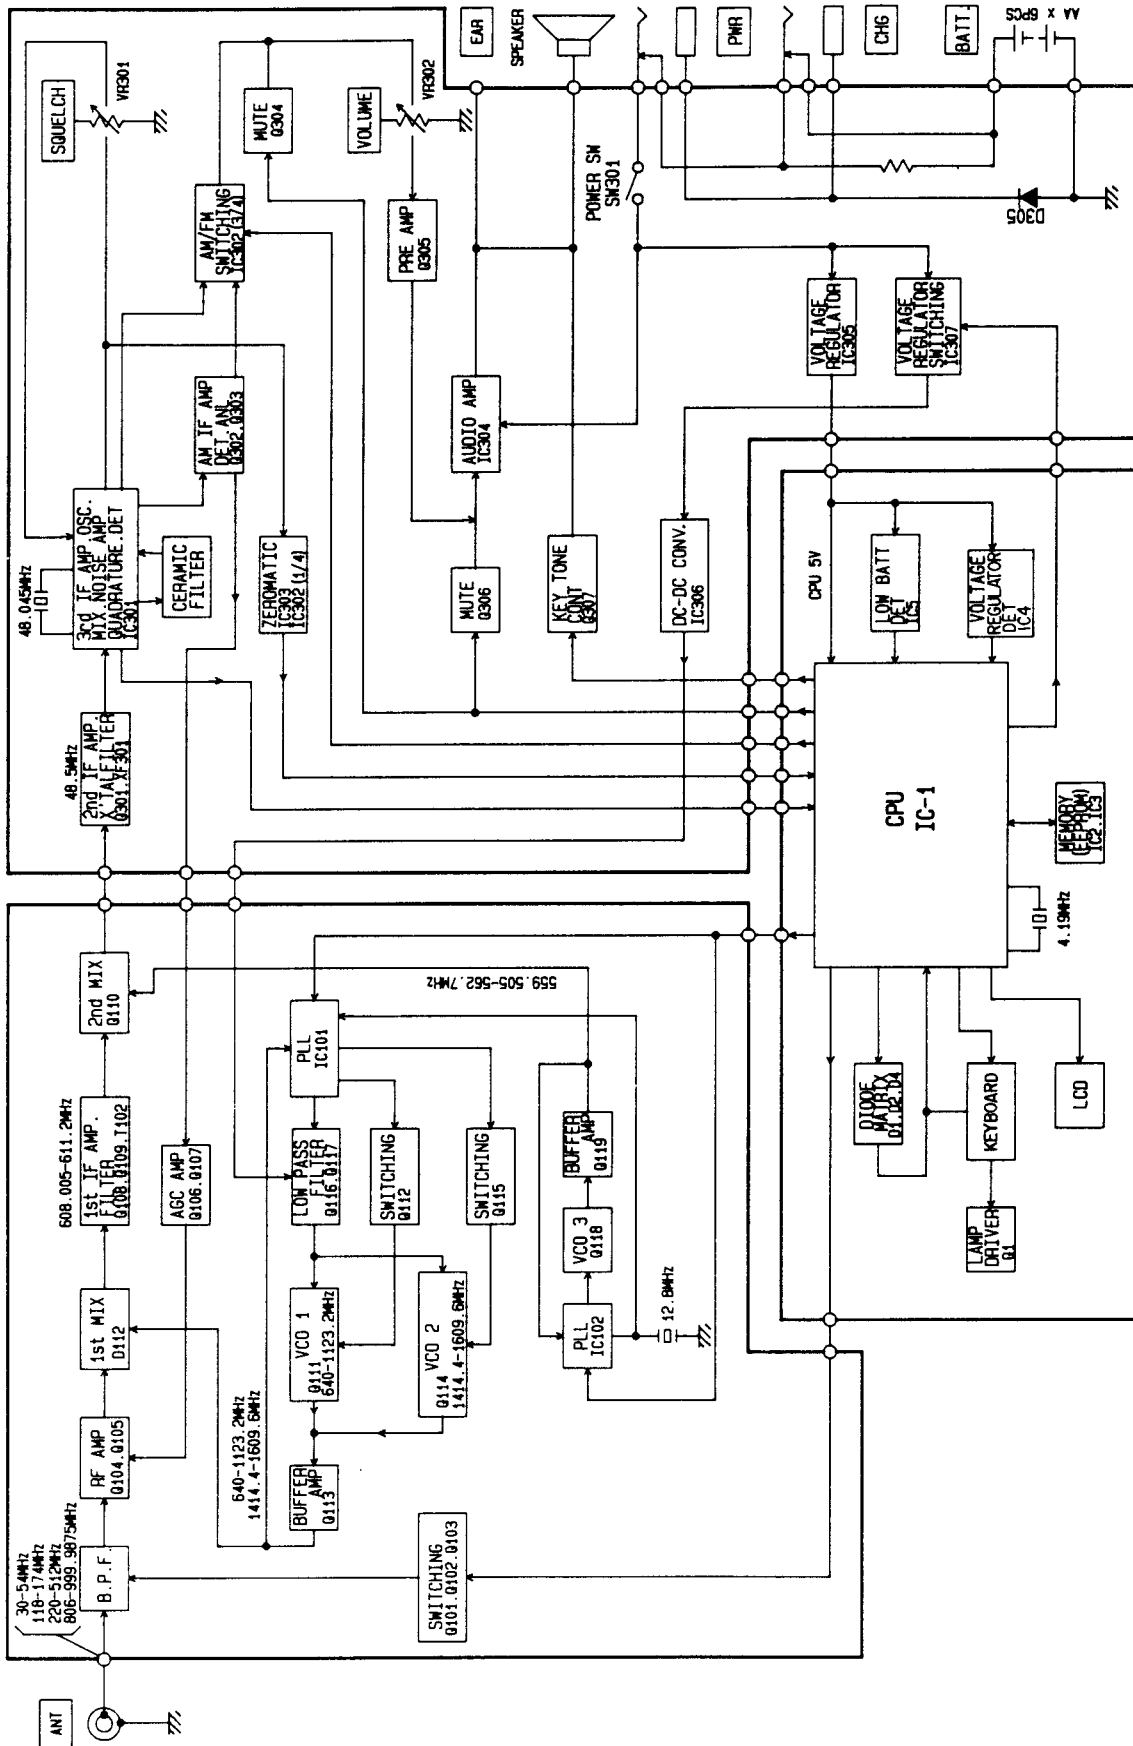 ANT
30-54MHz
118-174MHz
220-512MHz
806-999.9875MHz
B.P.F.
RF AMP
Q104.Q105
1st MIX
D112
608.005-611.2MHz
1st IF AMP.
FILTER
Q108.Q109.T102
2nd MIX
Q110
AGC AMP
Q106.Q107
640-1123.2MHz
1414.4-1609.6MHz
BUFFER
AMP
Q113
VCO 1
Q111
640-1123.2MHz
VCO 2
Q114
1414.4-1609.6MHz
LOW PASS
FILTER
Q116.Q117
SWITCHING
Q112
SWITCHING
Q115
PLL
IC101
559.505-562.7MHz
PLL
IC102
VCO 3
Q118
BUFFER
AMP
Q119
12.8MHz
SWITCHING
Q101.Q102.Q103
48.5MHz
2nd IF AMP.
X'TALFILTER
Q301.XF301
48.045MHz
3rd IF AMP.OSC.
MIX NOISE AMP
QUADRATURE.DET
IC301
CERAMIC
FILTER
AM IF AMP
DET.ANL
Q302.Q303
AM/FM
SWITCHING
IC302(3/4)
ZEROMATIC
IC303
IC302(1/4)
SQUELCH
VR301
MUTE
Q304
VOLUME
VR302
PRE AMP
Q305
MUTE
Q306
AUDIO AMP
IC304
KEY TONE
CONT
Q307
DC-DC CONV.
IC306
EAR
SPEAKER
POWER SW
SW301
PWR
CHG
BATT.
AA x 6PCS
D305
VOLTAGE
REGULATOR
IC305
VOLTAGE
REGULATOR
SWITCHING
IC307
CPU 5V
LOW BATT
DET
IC5
VOLTAGE
REGULATOR
DET
IC4
CPU
IC-1
MEMORY
(EEPROM)
IC2.IC3
4.19MHz
DIODE
MATRIX
D1.D2.D4
KEYBOARD
LCD
LAMP
DRIVER
Q1